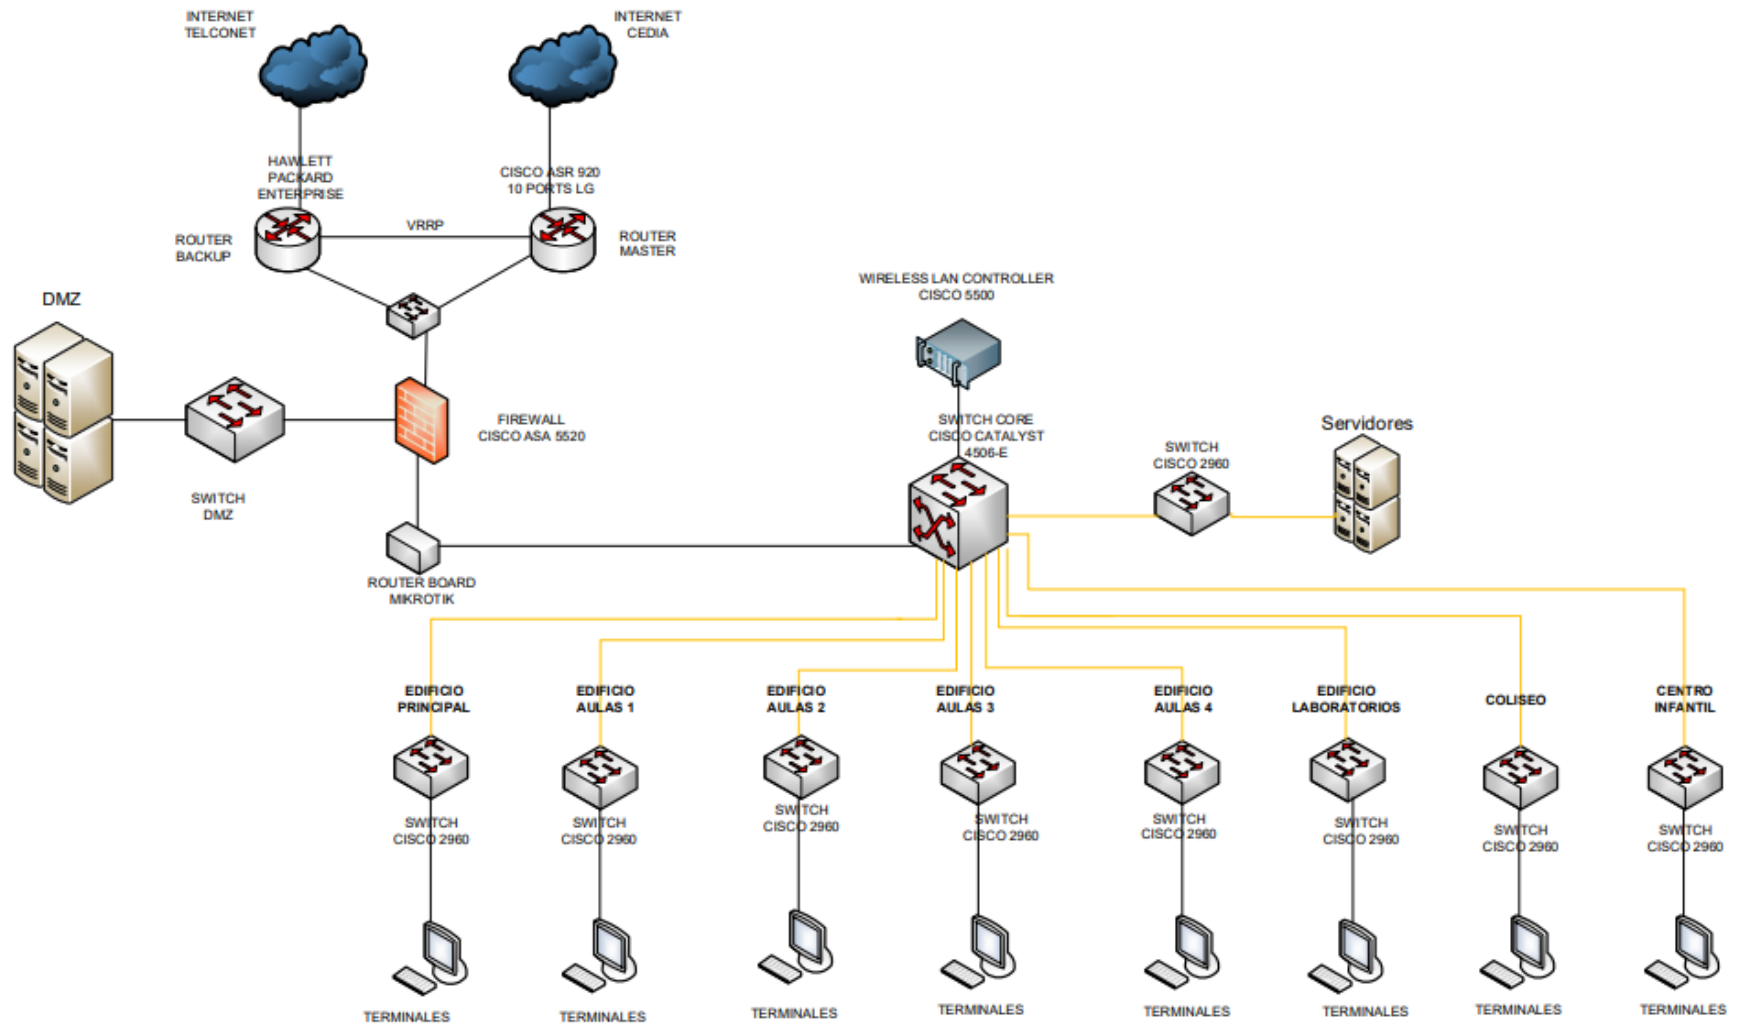 INTERNET
TELCONET
INTERNET
CEDIA
HAWLETT
PACKARD
ENTERPRISE
CISCO ASR 920
10 PORTS LG
VRRP
ROUTER
BACKUP
ROUTER
MASTER
DMZ
WIRELESS LAN CONTROLLER
CISCO 5500
FIREWALL
CISCO ASA 5520
SWITCH CORE
CISCO CATALYST
4506-E
SWITCH
CISCO 2960
Servidores
SWITCH
DMZ
ROUTER BOARD
MIKROTIK
EDIFICIO
PRINCIPAL
EDIFICIO
AULAS 1
EDIFICIO
AULAS 2
EDIFICIO
AULAS 3
EDIFICIO
AULAS 4
EDIFICIO
LABORATORIOS
COLISEO
CENTRO
INFANTIL
SWITCH
CISCO 2960
SWITCH
CISCO 2960
SWITCH
CISCO 2960
SWITCH
CISCO 2960
SWITCH
CISCO 2960
SWITCH
CISCO 2960
SWITCH
CISCO 2960
SWITCH
CISCO 2960
TERMINALES
TERMINALES
TERMINALES
TERMINALES
TERMINALES
TERMINALES
TERMINALES
TERMINALES